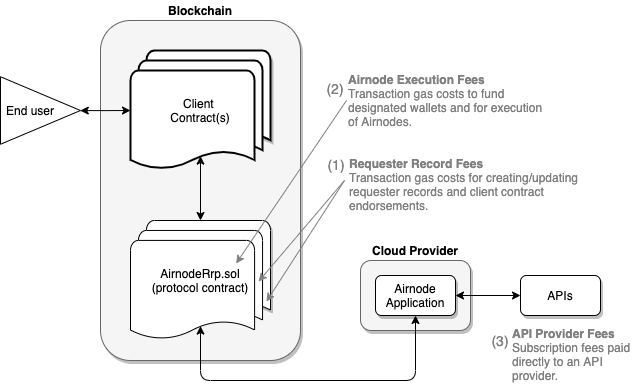 Blockchain
(2) Airnode Execution Fees
Transaction gas costs to fund
designated wallets and for execution
of Airnodes.
End user
Client
Contract(s)
(1) Requester Record Fees
Transaction gas costs for creating/updating
requester records and client contract
endorsements.
AirnodeRrp.sol
(protocol contract)
Cloud Provider
Airnode
Application
APIs
(3) API Provider Fees
Subscription fees paid
directly to an API
provider.